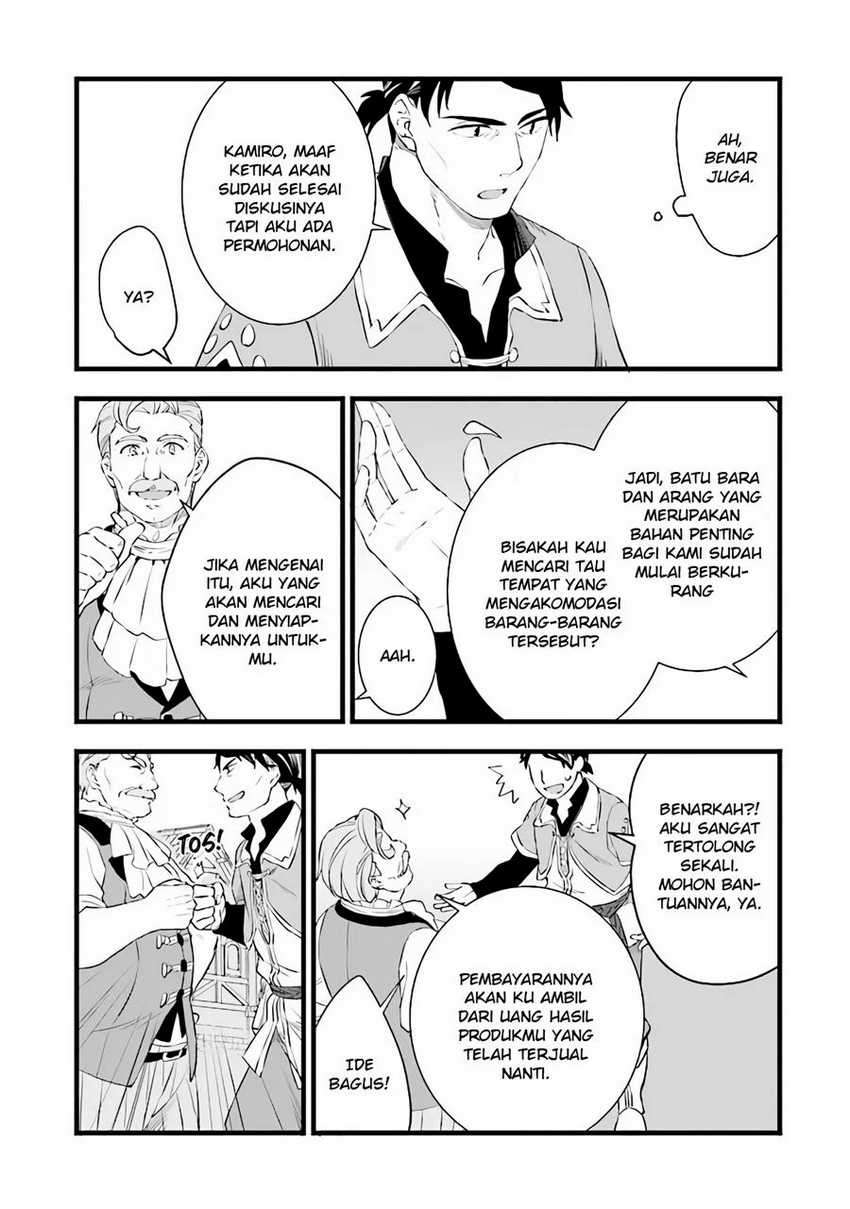 AH,
BENAR
JUGA.
KAMIRO, MAAF
KETIKA AKAN
SUDAH SELESAI
DISKUSINYA
TAPI AKU ADA
PERMOHONAN.
YA?
JADI, BATU BARA
DAN ARANG YANG
MERUPAKAN
BAHAN PENTING
BAGI KAMI SUDAH
MULAI BERKU-
RANG
BISAKAH KAU
MENCARI TAU
TEMPAT YANG
MENGAKOMODASI
BARANG-BARANG
TERSEBUT?
AAH.
JIKA MENGENAI
ITU, AKU YANG
AKAN MENCARI
DAN MENYIAP-
KANNYA UNTUK-
MU.
BENARKAH?!
AKU SANGAT
TERTOLONG
SEKALI.
MOHON BAN-
TUANNYA, YA.
PEMBAYARANNYA
AKAN KU AMBIL
DARI UANG HASIL
PRODUKMU YANG
TELAH TERJUAL
NANTI.
IDE
BAGUS!
TOS!